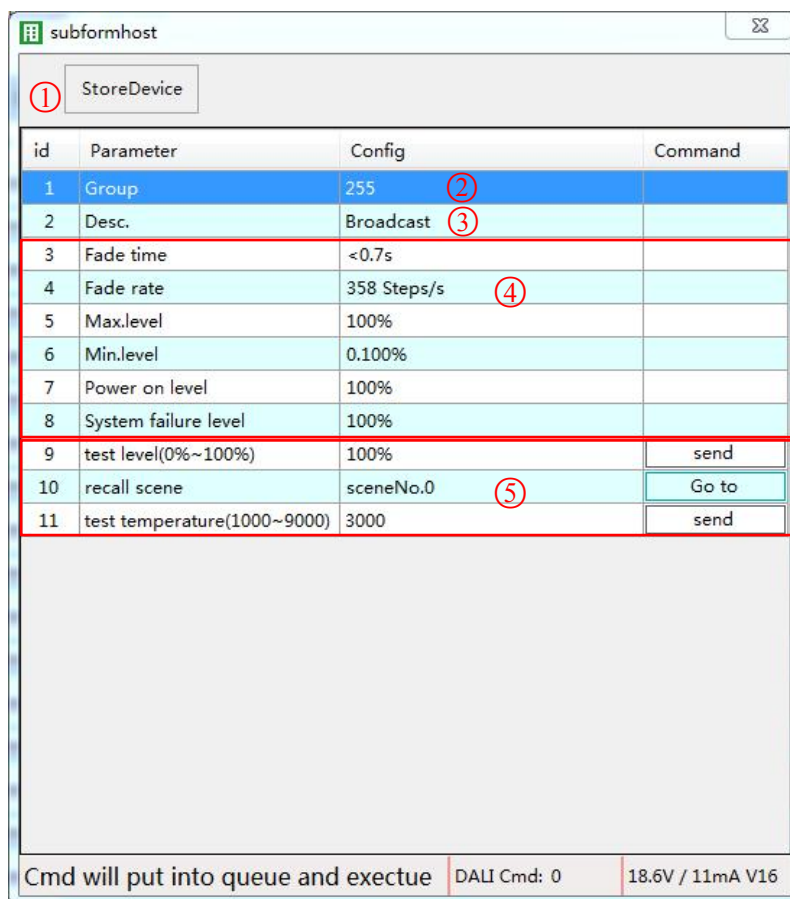 subformhost
① StoreDevice
id Parameter Config Command
1 Group 255 ②
2 Desc. Broadcast ③
3 Fade time <0.7s
4 Fade rate 358 Steps/s ④
5 Max.level 100%
6 Min.level 0.100%
7 Power on level 100%
8 System failure level 100%
9 test level(0%~100%) 100% send
10 recall scene sceneNo.0 ⑤ Go to
11 test temperature(1000~9000) 3000 send
Cmd will put into queue and exectue DALI Cmd: 0 18.6V / 11mA V16